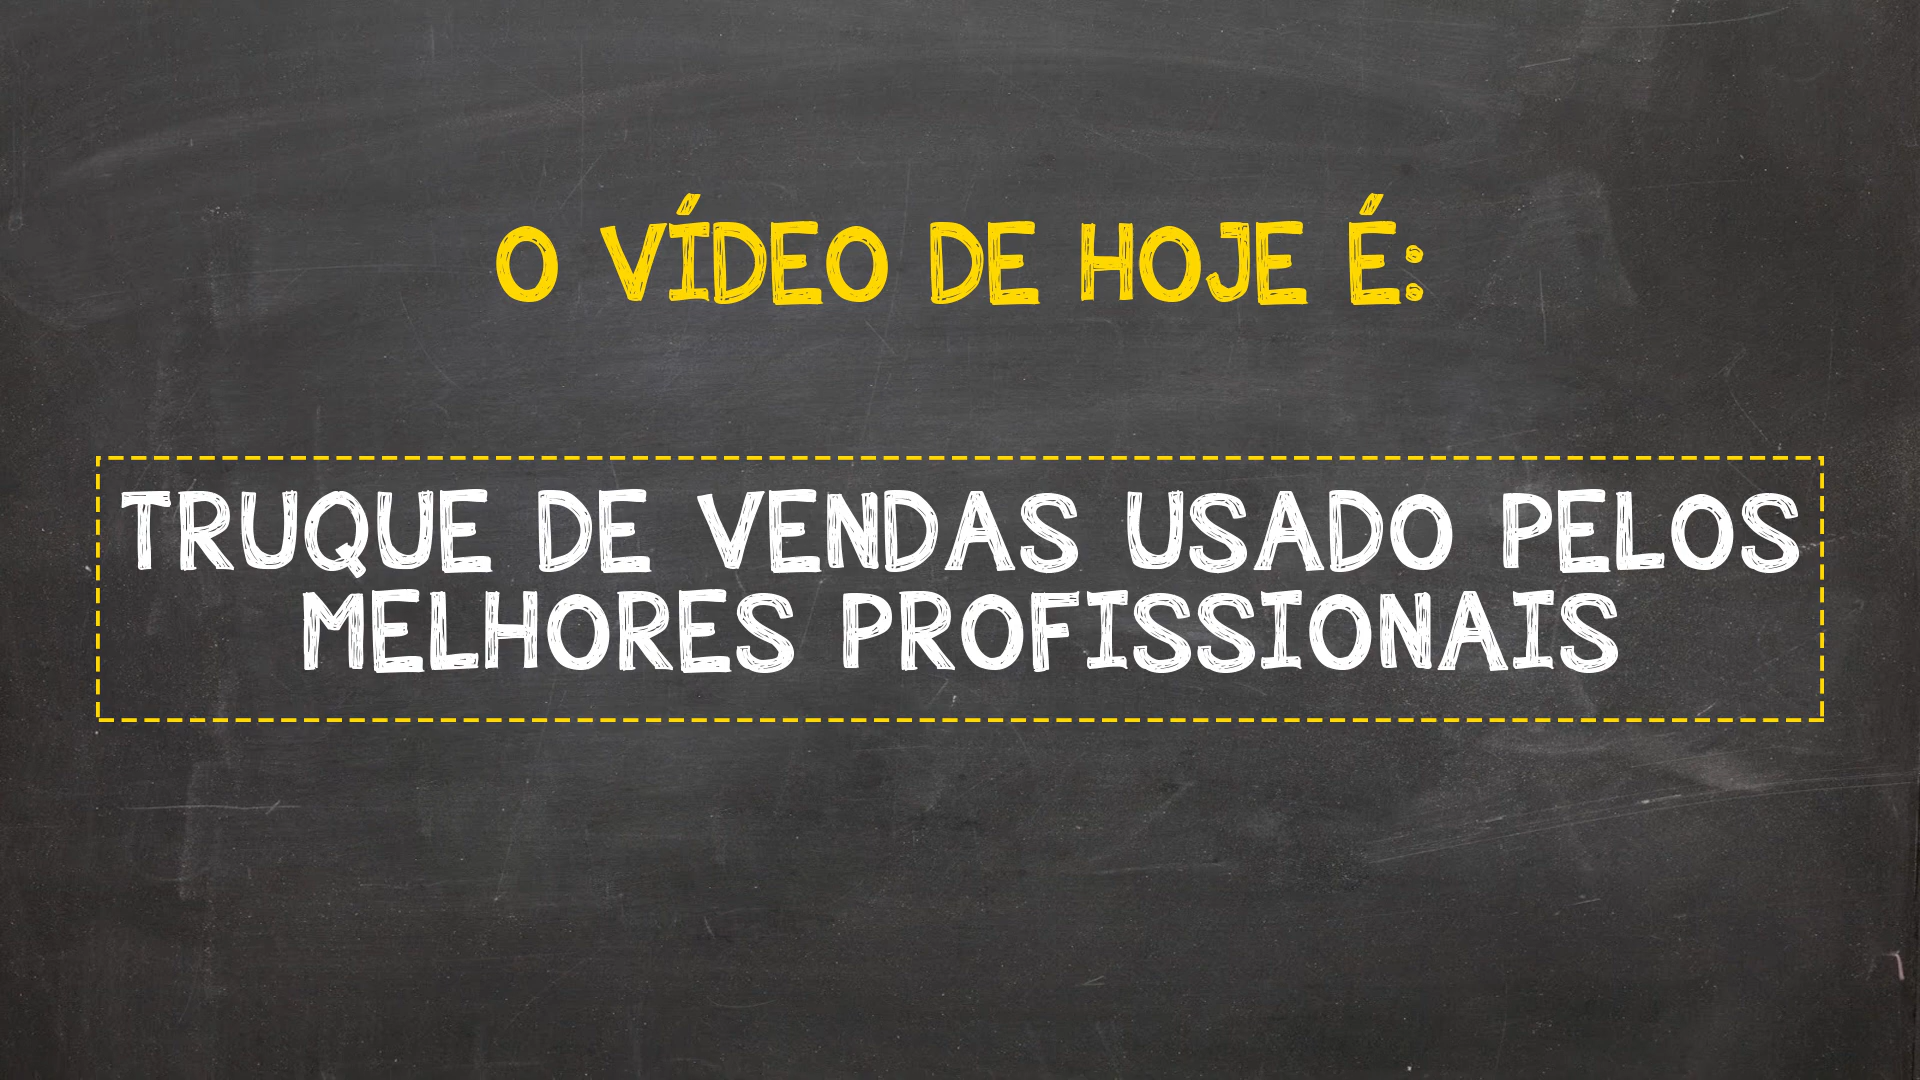 O VÍDEO DE HOJE É:
TRUQUE DE VENDAS USADO PELOS
MELHORES PROFISSIONAIS